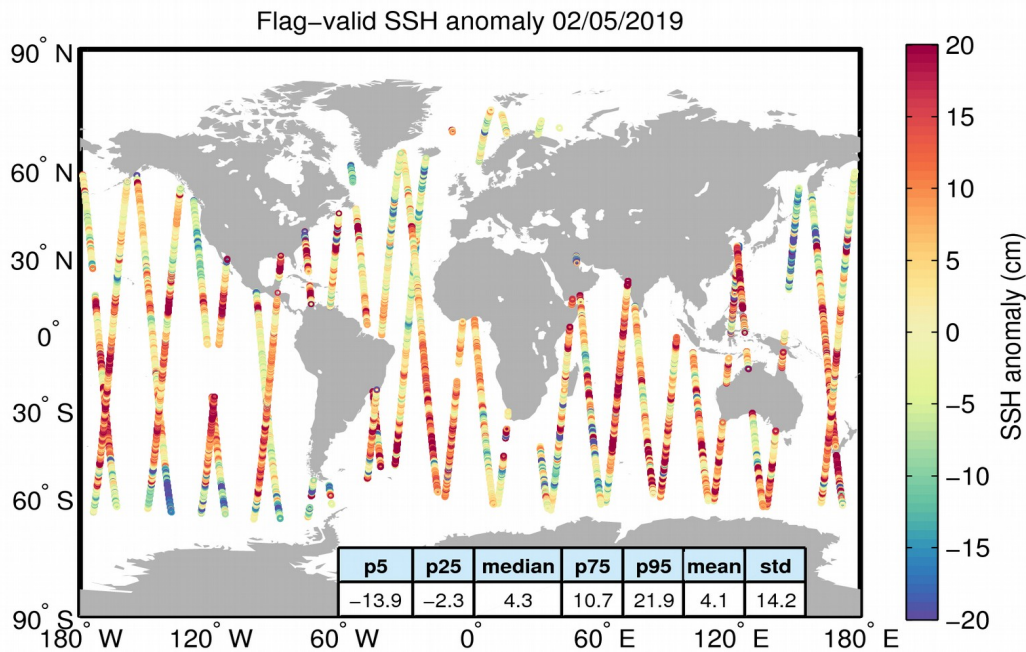 Flag−valid SSH anomaly 02/05/2019
90° N
60° N
30° N
0°
30° S
60° S
90° S
180° W
120° W
60° W
0°
60° E
120° E
180° E
p5 p25 median p75 p95 mean std
−13.9 −2.3 4.3 10.7 21.9 4.1 14.2
20
15
10
5
0
−5
−10
−15
−20
SSH anomaly (cm)